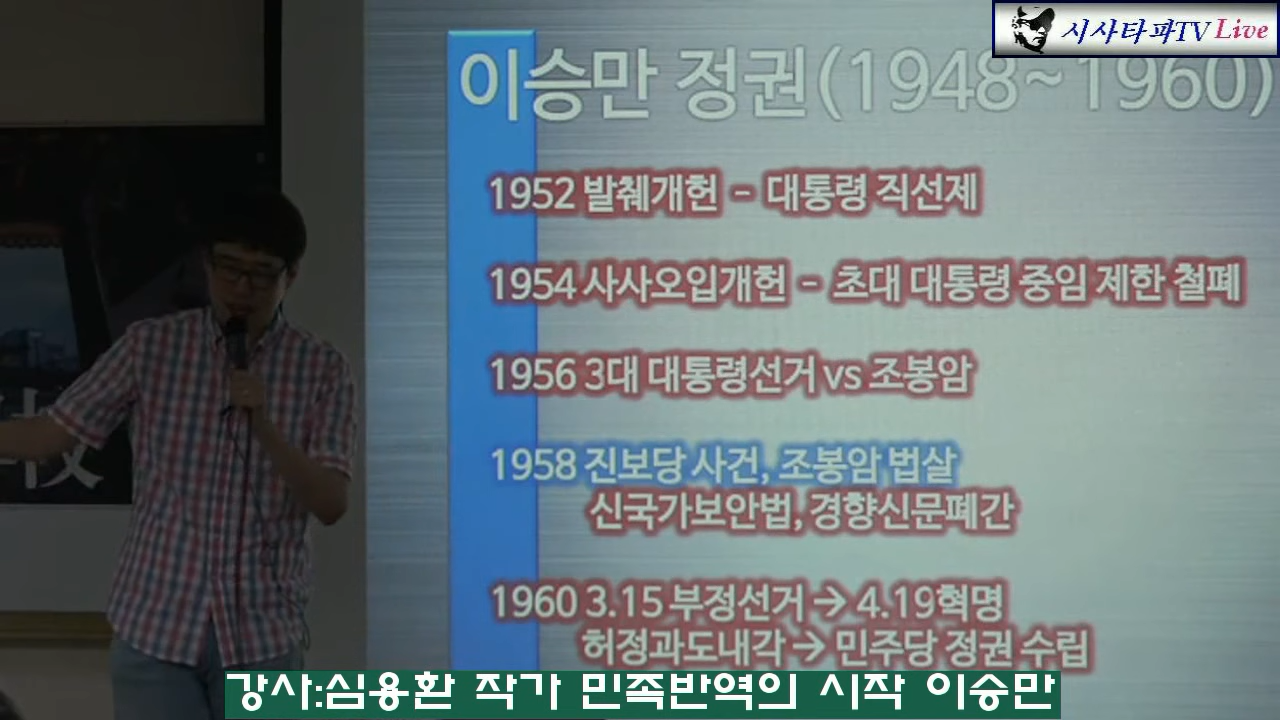 시사타파TV Live
이승만 정권(1948~1960)
1952 발췌개헌 - 대통령 직선제
1954 사사오입개헌 - 초대 대통령 중임 제한 철폐
1956 3대 대통령선거 vs 조봉암
1958 진보당 사건, 조봉암 법살
신국가보안법, 경향신문폐간
1960 3.15 부정선거 → 4.19혁명
허정과도내각 → 민주당 정권 수립
강사:심용환 작가 민족반역의 시작 이승만